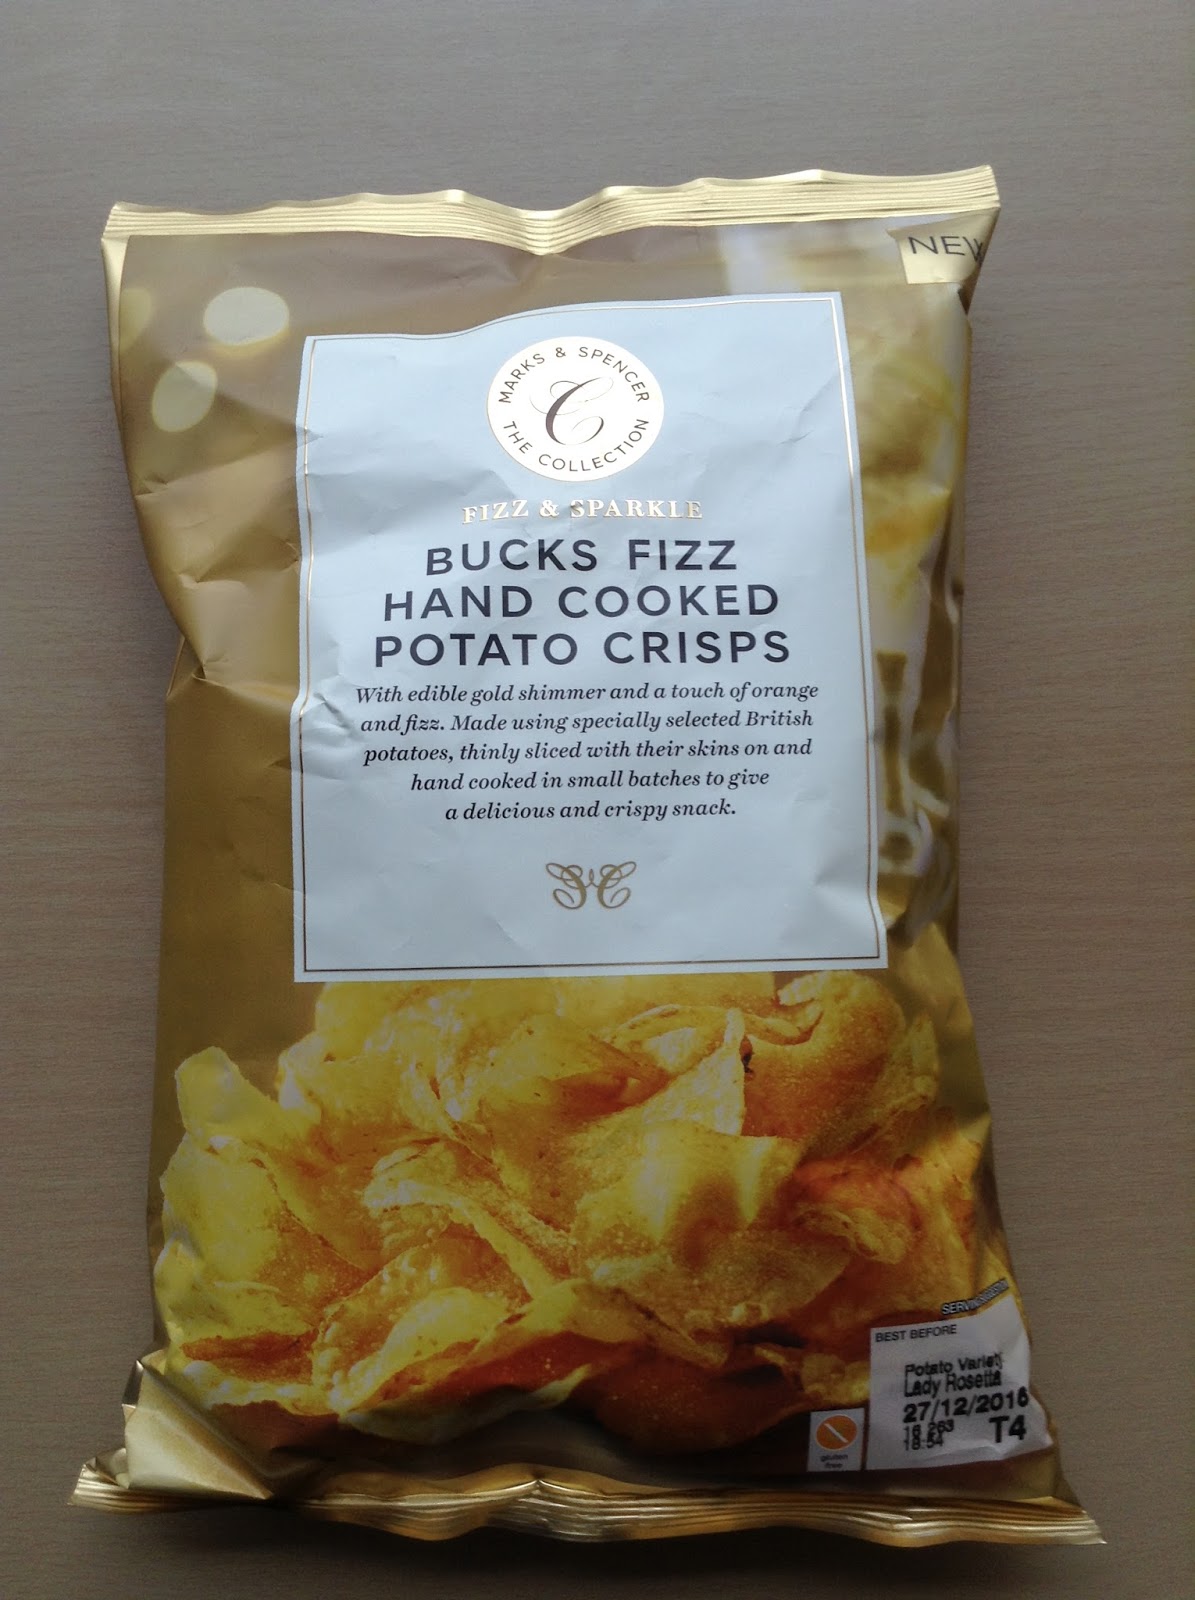 NEW
MARKS & SPENCER
C
THE COLLECTION
FIZZ & SPARKLE
BUCKS FIZZ
HAND COOKED
POTATO CRISPS
With edible gold shimmer and a touch of orange
and fizz. Made using specially selected British
potatoes, thinly sliced with their skins on and
hand cooked in small batches to give
a delicious and crispy snack.
BEST BEFORE
Potato Variety
Lady Rosetta
27/12/2016
16 263
18:54 T4
gluten
free